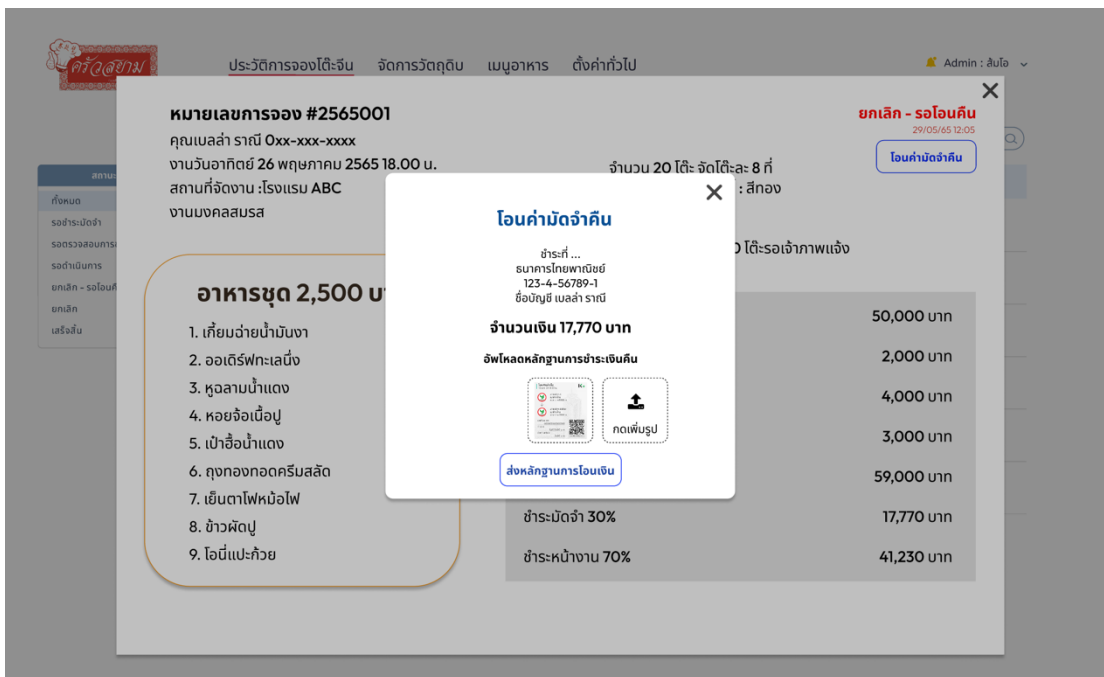 ครัวสยาม
ประวัติการจองโต๊ะจีน จัดการวัตถุดิบ เมนูอาหาร ตั้งค่าทั่วไป
Admin : ส้มโอ
หมายเลขการจอง #2565001
ยกเลิก - รอโอนคืน
29/05/65 12:05
โอนค่ามัดจำคืน
คุณเบลล่า ราณี 0xx-xxx-xxxx
งานวันอาทิตย์ 26 พฤษภาคม 2565 18.00 น.
จำนวน 20 โต๊ะ จัดโต๊ะละ 8 ที่
สถานที่จัดงาน :โรงแรม ABC
: สีทอง
งานมงคลสมรส
โต๊ะรอเจ้าภาพแจ้ง
ทั้งหมด
รอชำระมัดจำ
รอตรวจสอบการ
รอดำเนินการ
ยกเลิก - รอโอนคื
ยกเลิก
เสร็จสิ้น
อาหารชุด 2,500
1. เกี้ยมฉ่ายน้ำมันงา
2. ออเดิร์ฟทะเลนึ่ง
3. หูฉลามน้ำแดง
4. หอยจ้อเนื้อปู
5. เป๋าฮื้อน้ำแดง
6. ถุงทองทอดครีมสลัด
7. เย็นตาโฟหม้อไฟ
8. ข้าวผัดปู
9. โอนี่แปะก้วย
โอนค่ามัดจำคืน
ชำระที่ ...
ธนาคารไทยพาณิชย์
123-4-56789-1
ชื่อบัญชี เบลล่า ราณี
จำนวนเงิน 17,770 บาท
อัพโหลดหลักฐานการชำระเงินคืน
กดเพิ่มรูป
ส่งหลักฐานการโอนเงิน
50,000 บาท
2,000 บาท
4,000 บาท
3,000 บาท
59,000 บาท
ชำระมัดจำ 30% 17,770 บาท
ชำระหน้างาน 70% 41,230 บาท